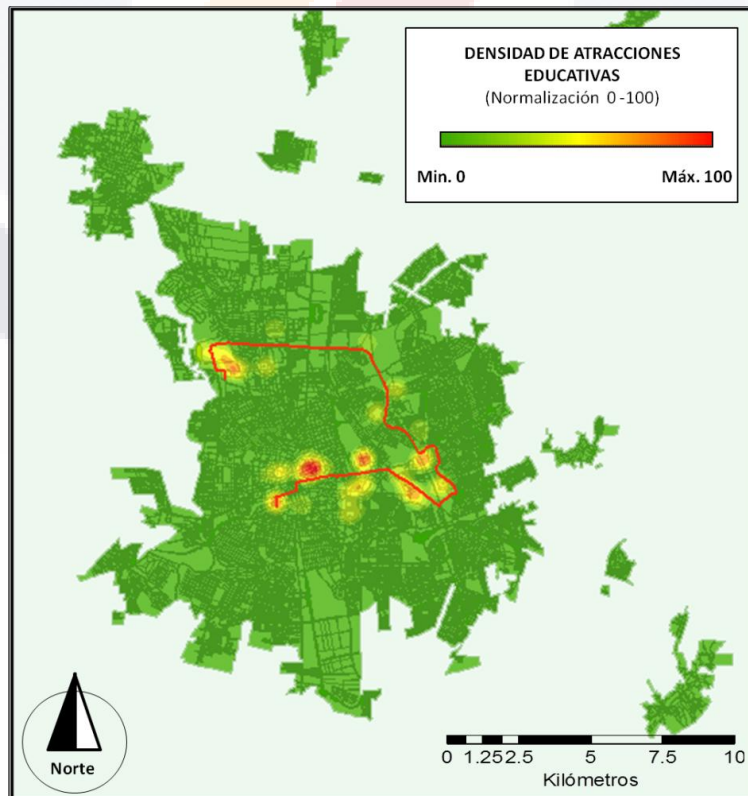 DENSIDAD DE ATRACCIONES
EDUCATIVAS
(Normalización 0 -100)
Min. 0 Máx. 100
Norte
0 1.252.5 5 7.5 10
Kilómetros